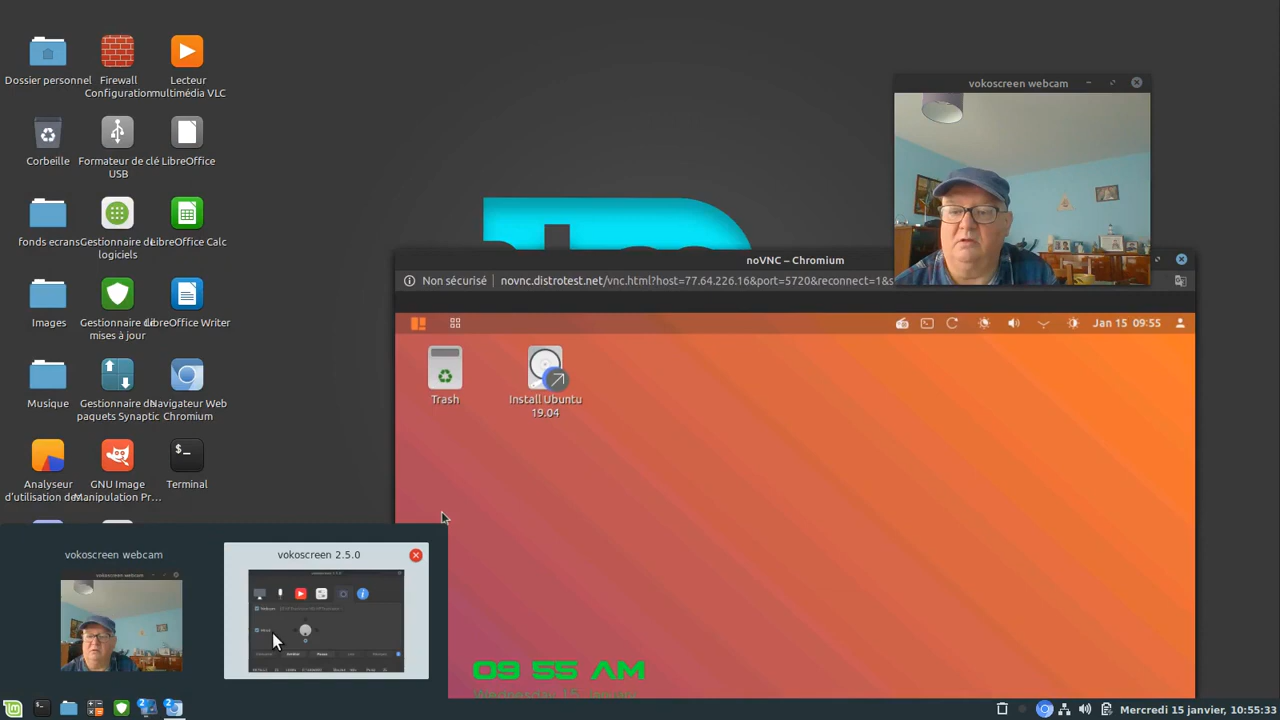 Dossier personnel
Firewall
Configuration
Lecteur
multimédia VLC
Corbeille
Formateur de clé
USB
LibreOffice
fonds ecrans
Gestionnaire de
logiciels
LibreOffice Calc
Images
Gestionnaire de
mises à jour
LibreOffice Writer
Musique
Gestionnaire de
paquets Synaptic
Navigateur Web
Chromium
Analyseur
d'utilisation de
GNU Image
Manipulation Pr...
Terminal
vokoscreen webcam
noVNC – Chromium
Non sécurisé
novnc.distrotest.net/vnc.html?host=77.64.226.16&port=5720&reconnect=1&s
Jan 15 09:55
Trash
Install Ubuntu
19.04
09 55 AM
vokoscreen webcam
vokoscreen 2.5.0
Mercredi 15 janvier, 10:55:33